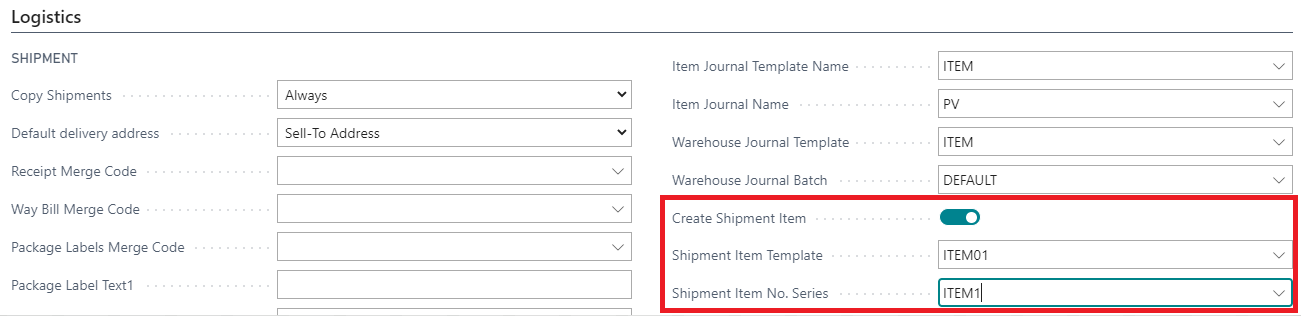 Logistics
SHIPMENT
Copy Shipments Always
Default delivery address Sell-To Address
Receipt Merge Code
Way Bill Merge Code
Package Labels Merge Code
Package Label Text1
Item Journal Template Name ITEM
Item Journal Name PV
Warehouse Journal Template ITEM
Warehouse Journal Batch DEFAULT
Create Shipment Item
Shipment Item Template ITEM01
Shipment Item No. Series ITEM1